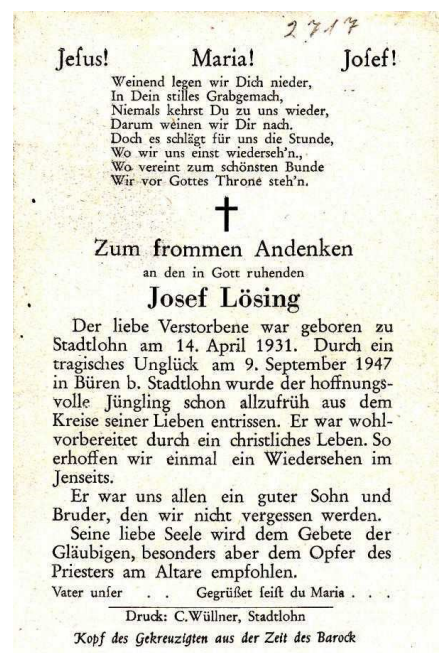 2717
Jesus! Maria! Josef!
Weinend legen wir Dich nieder,
In Dein stilles Grabgemach,
Niemals kehrst Du zu uns wieder,
Darum weinen wir Dir nach.
Doch es schlägt für uns die Stunde,
Wo wir uns einst wiederseh'n.,
Wo vereint zum schönsten Bunde
Wir vor Gottes Throne steh'n.
Zum frommen Andenken
an den in Gott ruhenden
Josef Lösing
Der liebe Verstorbene war geboren zu
Stadtlohn am 14. April 1931. Durch ein
tragisches Unglück am 9. September 1947
in Büren b. Stadtlohn wurde der hoffnungs-
volle Jüngling schon allzufrüh aus dem
Kreise seiner Lieben entrissen. Er war wohl-
vorbereitet durch ein christliches Leben. So
erhoffen wir einmal ein Wiedersehen im
Jenseits.
Er war uns allen ein guter Sohn und
Bruder, den wir nicht vergessen werden.
Seine liebe Seele wird dem Gebete der
Gläubigen, besonders aber dem Opfer des
Priesters am Altare empfohlen.
Vater unser . . Gegrüßet seist du Maria . . .
Druck: C.Wüllner, Stadtlohn
Kopf des Gekreuzigten aus der Zeit des Barock